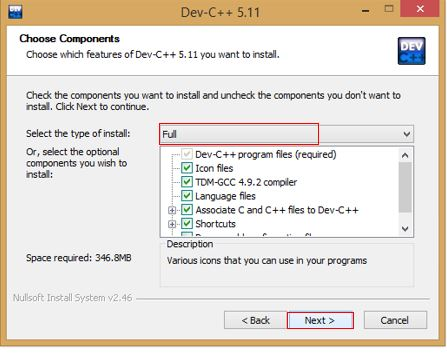 Dev-C++ 5.11
Choose Components
Choose which features of Dev-C++ 5.11 you want to install.
DEV
C++
Check the components you want to install and uncheck the components you don't want to
install. Click Next to continue.
Select the type of install:
Full
Or, select the optional
components you wish to
install:
Dev-C++ program files (required)
Icon files
TDM-GCC 4.9.2 compiler
Language files
Associate C and C++ files to Dev-C++
Shortcuts
Space required: 346.8MB
Description
Various icons that you can use in your programs
Nullsoft Install System v2.46
< Back
Next >
Cancel